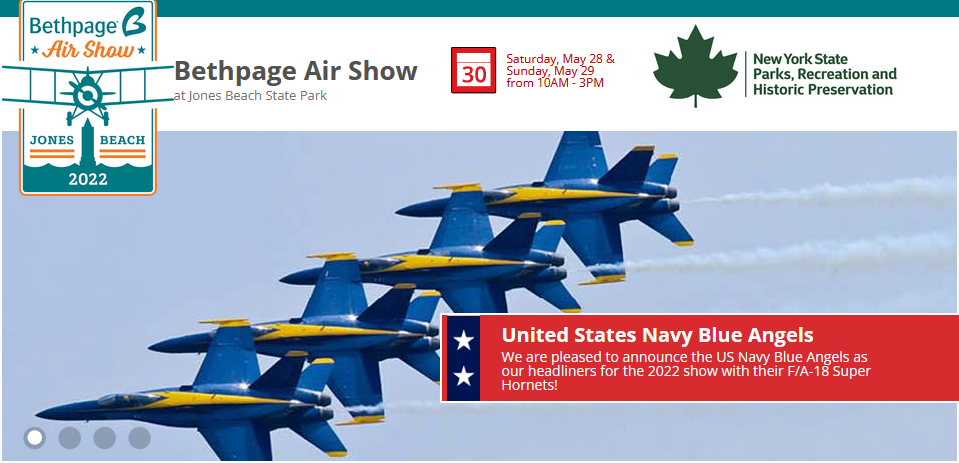 Bethpage
Air Show
JONES BEACH
2022
Bethpage Air Show
at Jones Beach State Park
30
Saturday, May 28 &
Sunday, May 29
from 10AM - 3PM
New York State
Parks, Recreation and
Historic Preservation
United States Navy Blue Angels
We are pleased to announce the US Navy Blue Angels as
our headliners for the 2022 show with their F/A-18 Super
Hornets!